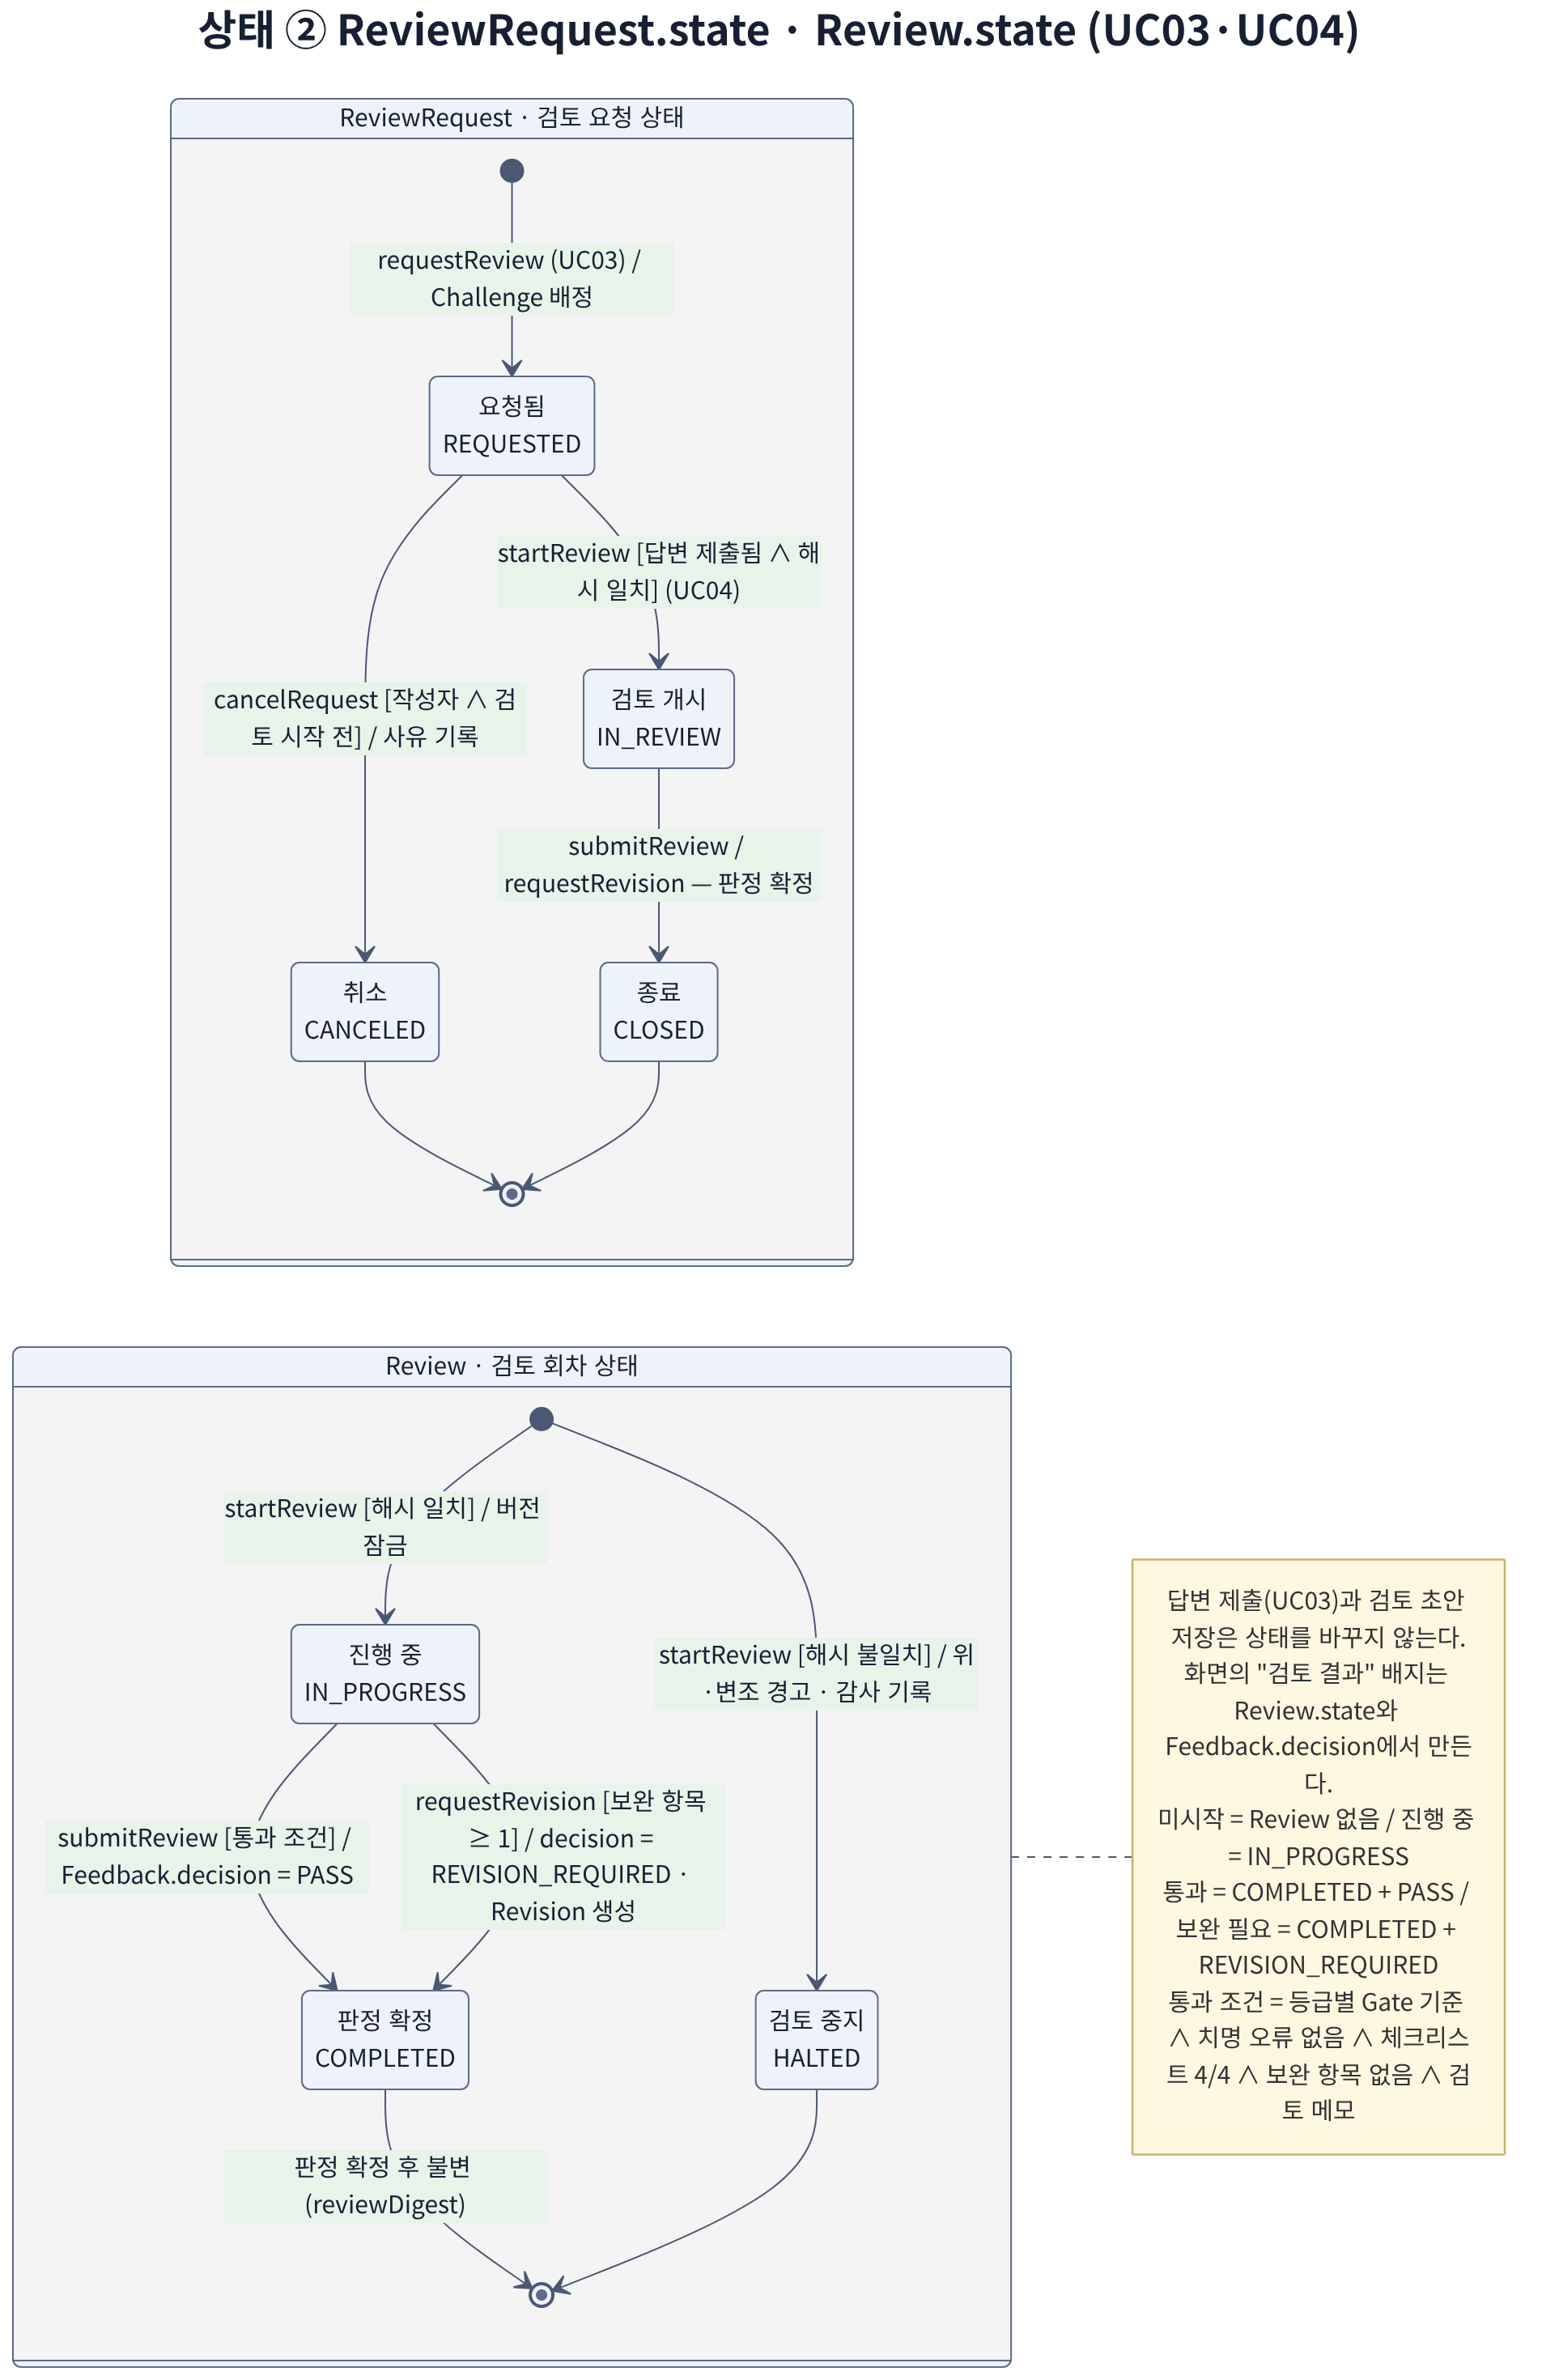 상태 ② ReviewRequest.state · Review.state (UC03·UC04)
ReviewRequest · 검토 요청 상태
requestReview (UC03) /
Challenge 배정
요청됨
REQUESTED
startReview [답변 제출됨 ∧ 해
시 일치] (UC04)
cancelRequest [작성자 ∧ 검
토 시작 전] / 사유 기록
검토 개시
IN_REVIEW
submitReview /
requestRevision — 판정 확정
취소
CANCELED
종료
CLOSED
Review · 검토 회차 상태
startReview [해시 일치] / 버전
잠금
진행 중
IN_PROGRESS
startReview [해시 불일치] / 위
·변조 경고 · 감사 기록
submitReview [통과 조건] /
Feedback.decision = PASS
requestRevision [보완 항목
≥ 1] / decision =
REVISION_REQUIRED ·
Revision 생성
판정 확정
COMPLETED
검토 중지
HALTED
판정 확정 후 불변
(reviewDigest)
답변 제출(UC03)과 검토 초안
저장은 상태를 바꾸지 않는다.
화면의 "검토 결과" 배지는
Review.state와
Feedback.decision에서 만든
다.
미시작 = Review 없음 / 진행 중
= IN_PROGRESS
통과 = COMPLETED + PASS /
보완 필요 = COMPLETED +
REVISION_REQUIRED
통과 조건 = 등급별 Gate 기준
∧ 치명 오류 없음 ∧ 체크리스
트 4/4 ∧ 보완 항목 없음 ∧ 검
토 메모